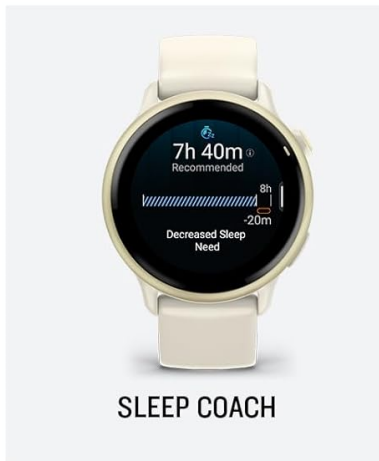 7h 40m
Recommended
8h
-20m
Decreased Sleep
Need
SLEEP COACH